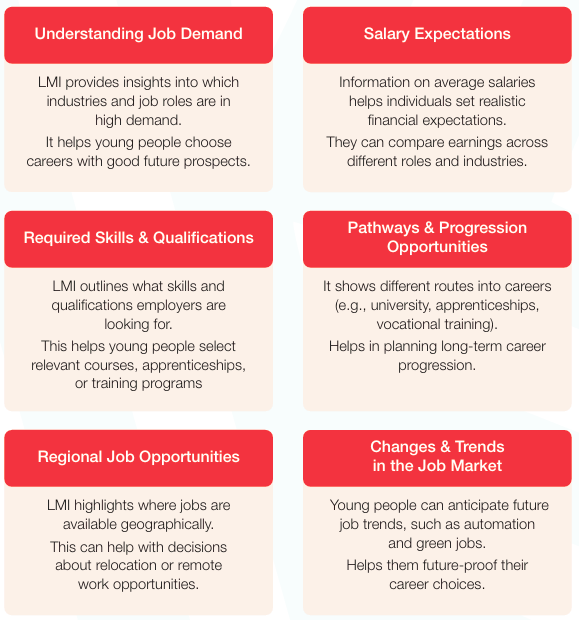 Understanding Job Demand
LMI provides insights into which
industries and job roles are in
high demand.
It helps young people choose
careers with good future prospects.
Salary Expectations
Information on average salaries
helps individuals set realistic
financial expectations.
They can compare earnings across
different roles and industries.
Required Skills & Qualifications
LMI outlines what skills and
qualifications employers are
looking for.
This helps young people select
relevant courses, apprenticeships,
or training programs
Pathways & Progression
Opportunities
It shows different routes into careers
(e.g., university, apprenticeships,
vocational training).
Helps in planning long-term career
progression.
Regional Job Opportunities
LMI highlights where jobs are
available geographically.
This can help with decisions
about relocation or remote
work opportunities.
Changes & Trends
in the Job Market
Young people can anticipate future
job trends, such as automation
and green jobs.
Helps them future-proof their
career choices.